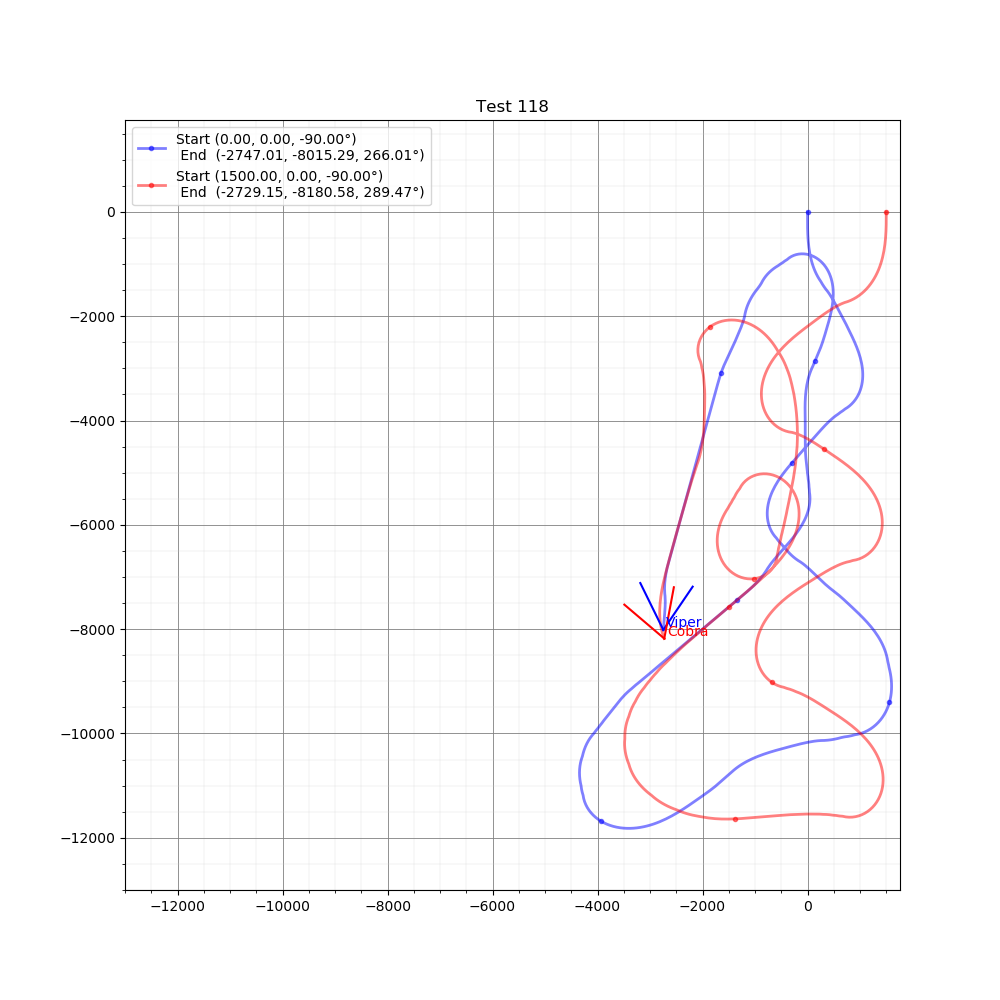 Test 118
Start (0.00, 0.00, -90.00°)
End  (-2747.01, -8015.29, 266.01°)
Start (1500.00, 0.00, -90.00°)
End  (-2729.15, -8180.58, 289.47°)
0
−2000
−4000
−6000
−8000
−10000
−12000
Viper
Cobra
−12000
−10000
−8000
−6000
−4000
−2000
0